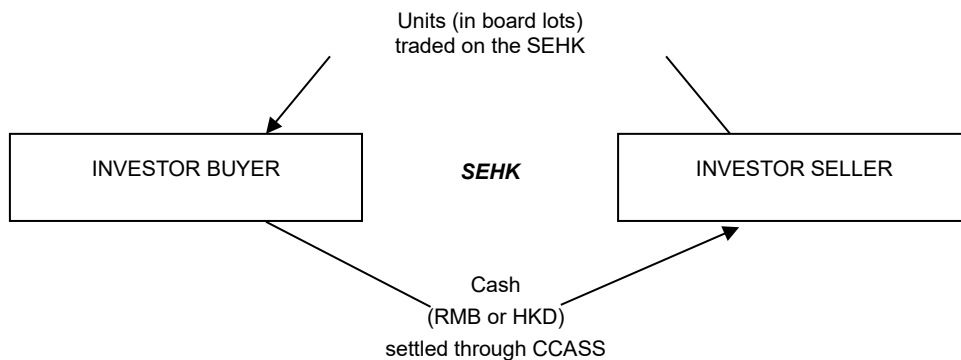 Units (in board lots)
traded on the SEHK
INVESTOR BUYER
SEHK
INVESTOR SELLER
Cash
(RMB or HKD)
settled through CCASS